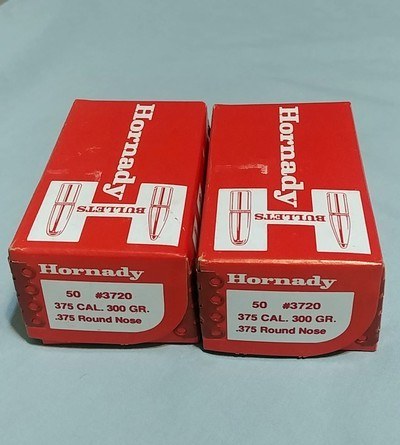 Hornady
BULLETS
Hornady
50 #3720
375 CAL. 300 GR.
.375 Round Nose
Hornady
BULLETS
Hornady
50 #3720
375 CAL. 300 GR.
.375 Round Nose